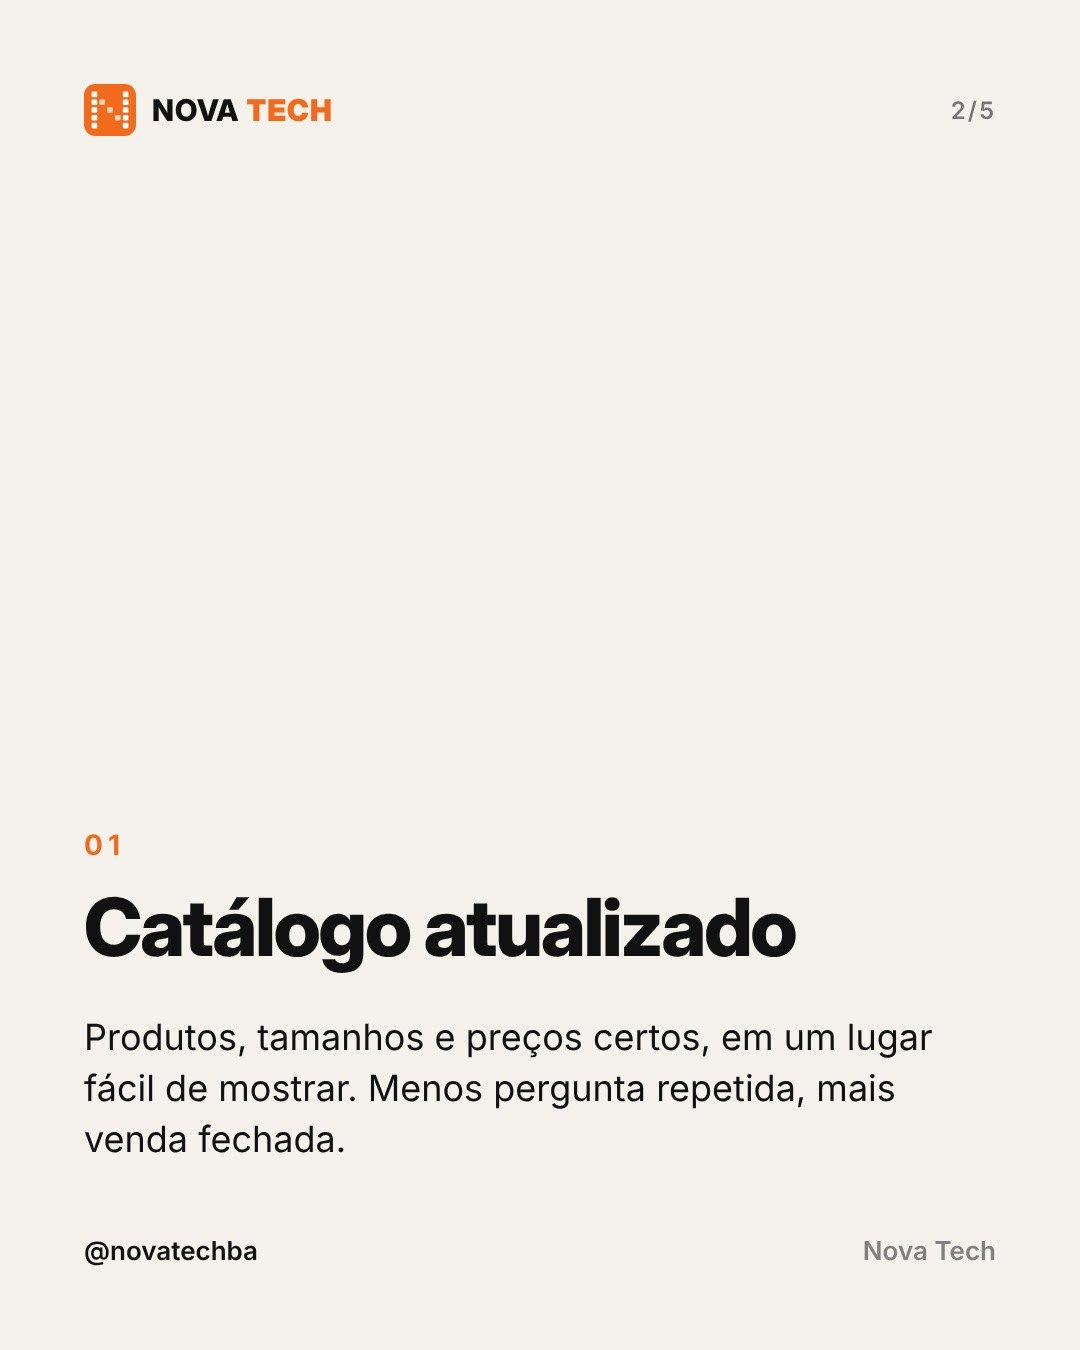 NOVA TECH
2/5
01
Catálogo atualizado
Produtos, tamanhos e preços certos, em um lugar
fácil de mostrar. Menos pergunta repetida, mais
venda fechada.
@novatechba
Nova Tech